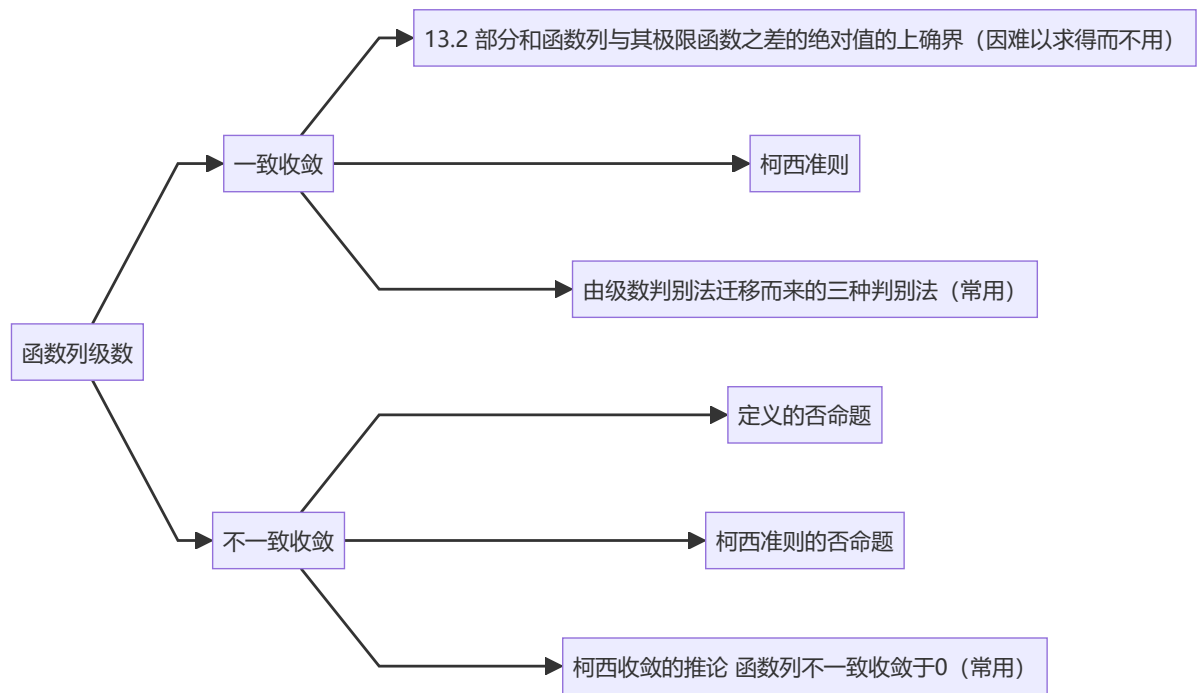 13.2 部分和函数列与其极限函数之差的绝对值的上确界（因难以求得而不用）
一致收敛
柯西准则
由级数判别法迁移而来的三种判别法（常用）
函数列级数
定义的否命题
不一致收敛
柯西准则的否命题
柯西收敛的推论 函数列不一致收敛于0（常用）